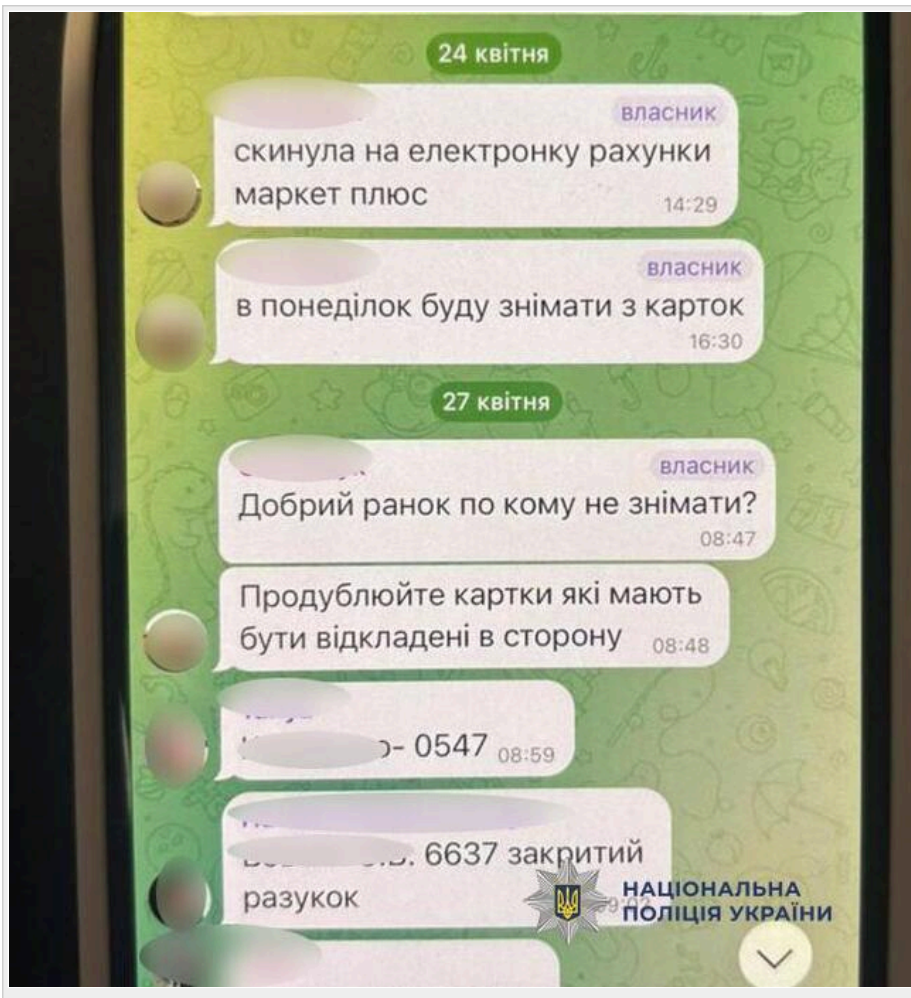 24 квітня
власник
скинула на електронку рахунки
маркет плюс
14:29
власник
в понеділок буду знімати з карток
16:30
27 квітня
власник
Добрий ранок по кому не знімати?
08:47
Продублюйте картки які мають
бути відкладені в сторону 08:48
- 0547 08:59
6637 закритий
разукок
НАЦІОНАЛЬНА
ПОЛІЦІЯ УКРАЇНИ